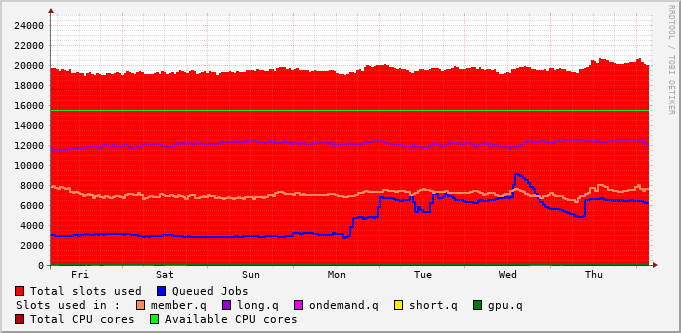 24000
22000
20000
18000
16000
14000
12000
10000
8000
6000
4000
2000
0
Fri Sat Sun Mon Tue Wed Thu
Total slots used Queued Jobs
Slots used in : member.q long.q ondemand.q short.q gpu.q
Total CPU cores Available CPU cores
RRDTOOL / TOBI OETIKER